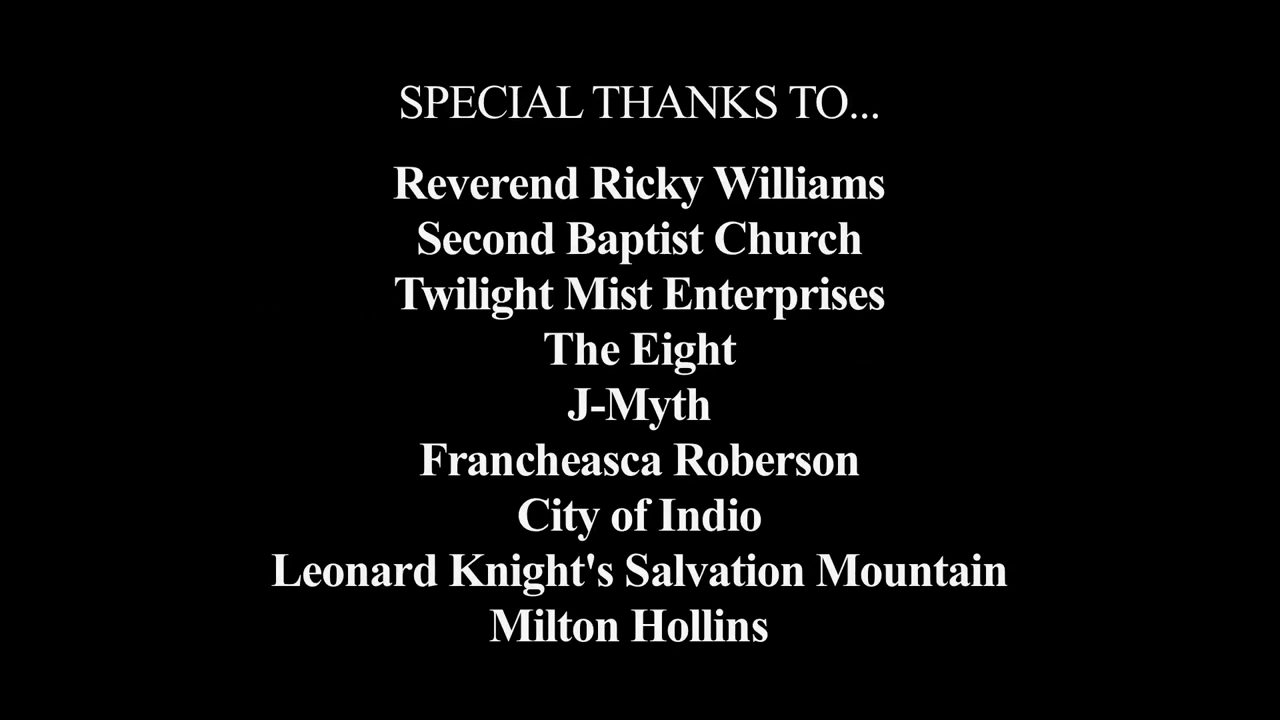 SPECIAL THANKS TO...
Reverend Ricky Williams
Second Baptist Church
Twilight Mist Enterprises
The Eight
J-Myth
Francheasca Roberson
City of Indio
Leonard Knight's Salvation Mountain
Milton Hollins